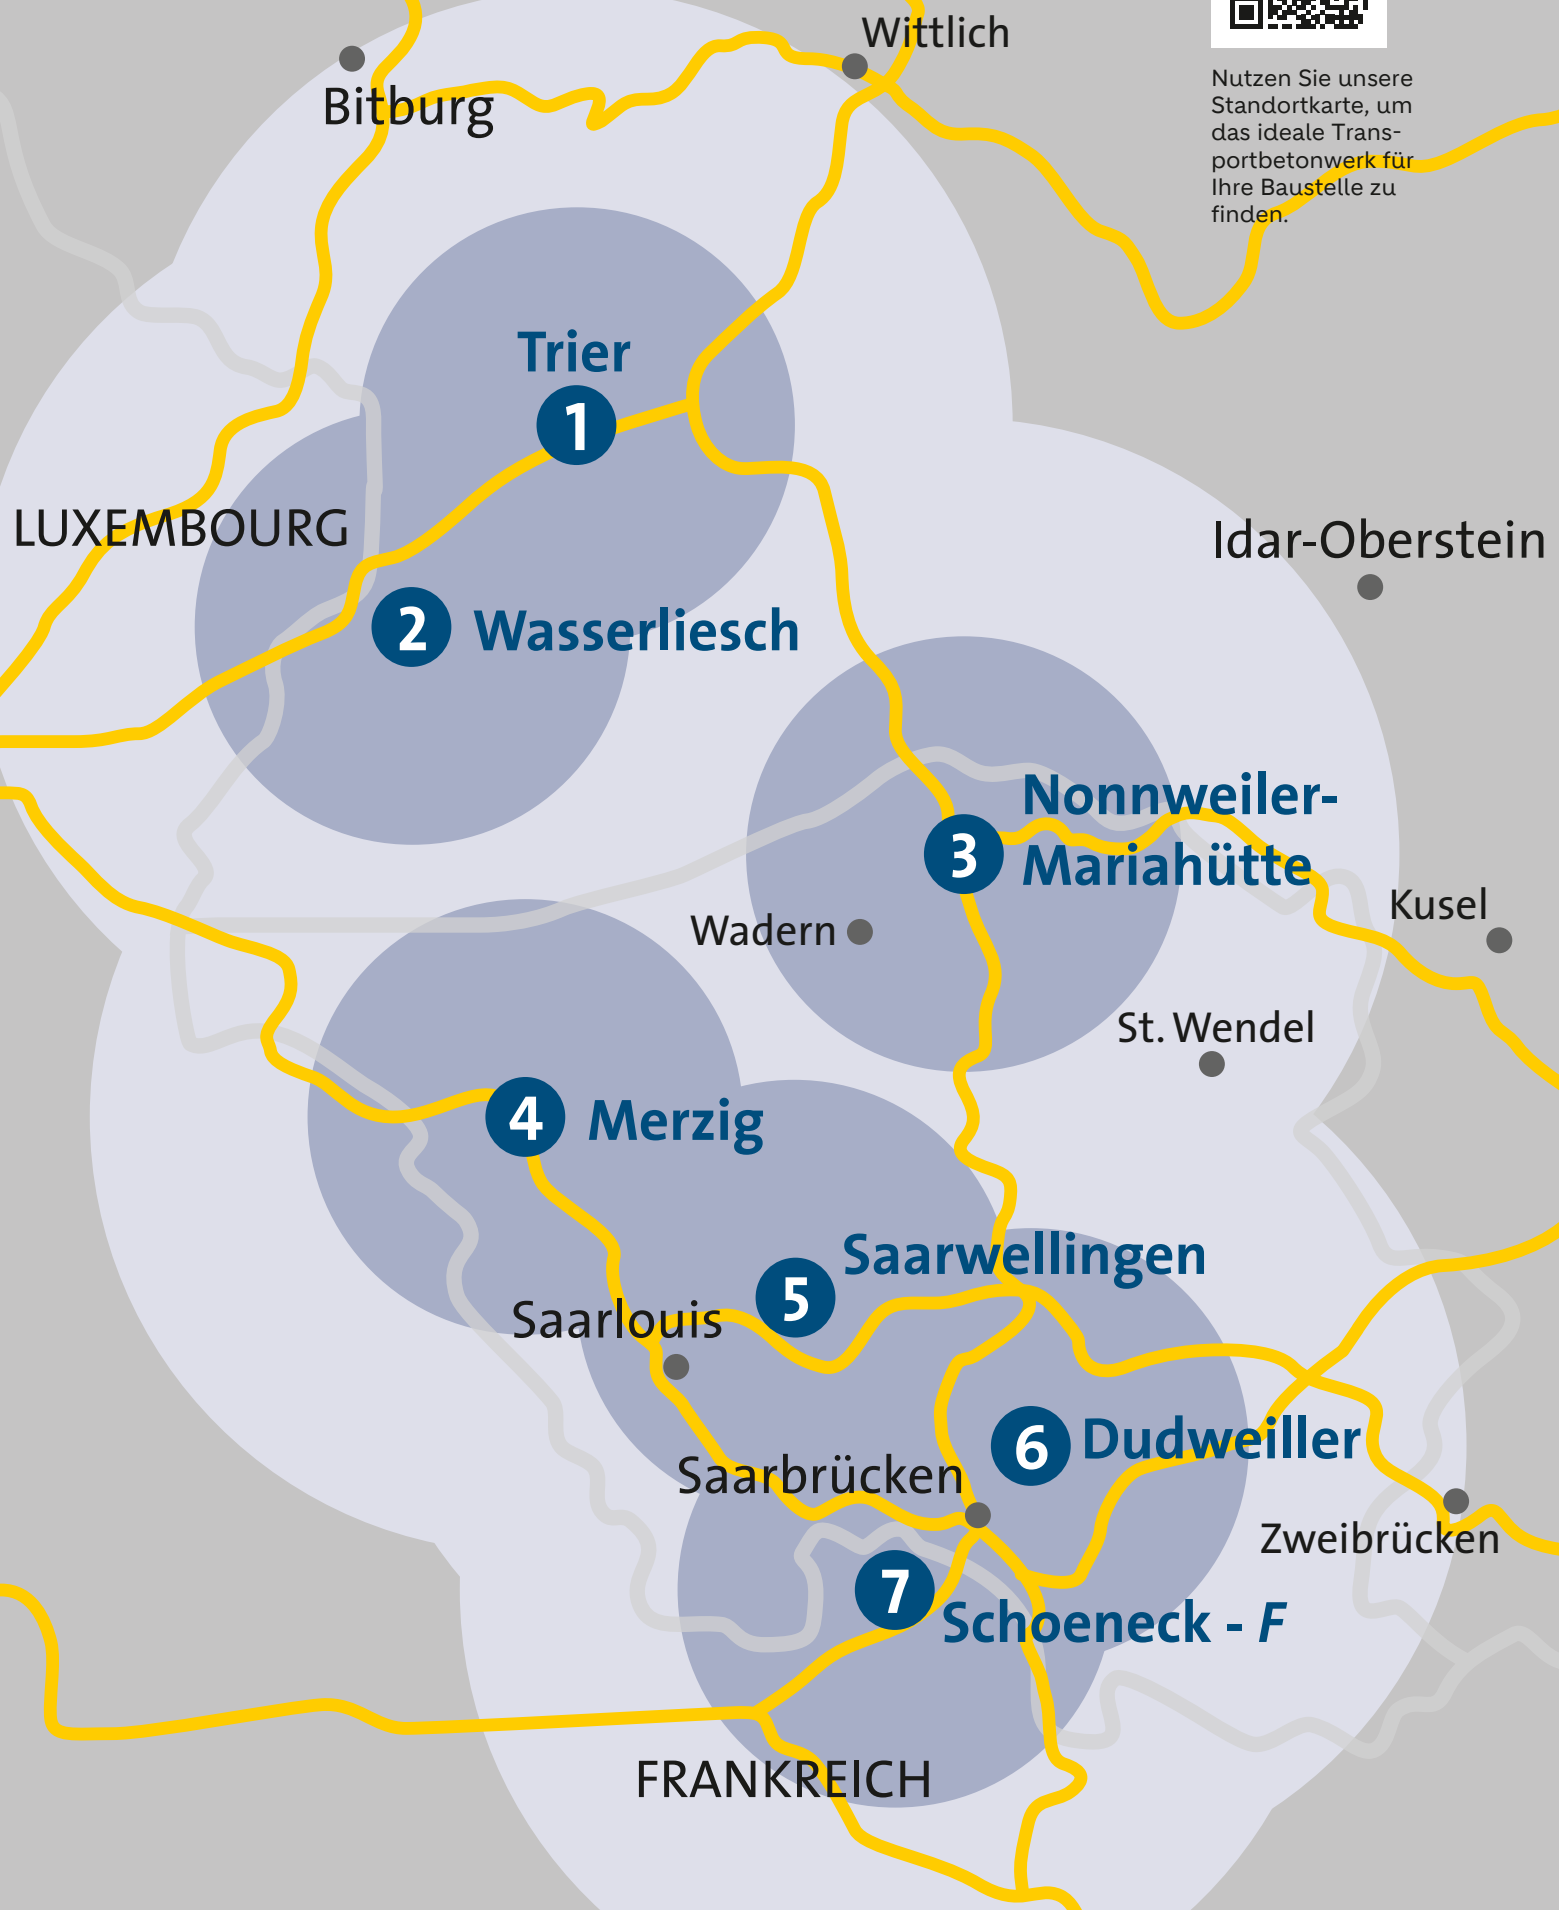 Wittlich
Bitburg
Nutzen Sie unsere
Standortkarte, um
das ideale Trans-
portbetonwerk für
Ihre Baustelle zu
finden.
Trier
1
LUXEMBOURG
Idar-Oberstein
2 Wasserliesch
Nonnweiler-
Mariahütte
3
Kusel
Wadern
St. Wendel
4 Merzig
Saarwellingen
5
Saarlouis
6 Dudweiller
Saarbrücken
Zweibrücken
7
Schoeneck - F
FRANKREICH